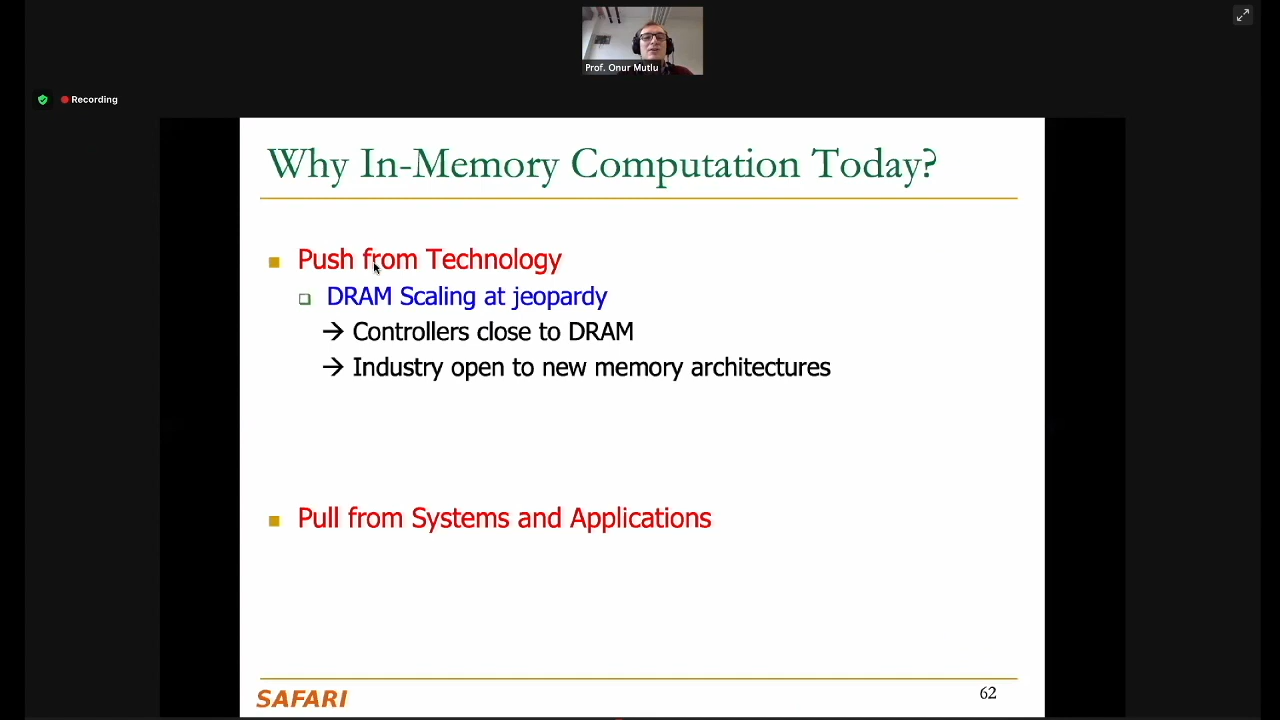 Prof. Onur Mutlu
Recording
Why In-Memory Computation Today?
Push from Technology
DRAM Scaling at jeopardy
→ Controllers close to DRAM
→ Industry open to new memory architectures
Pull from Systems and Applications
SAFARI
62